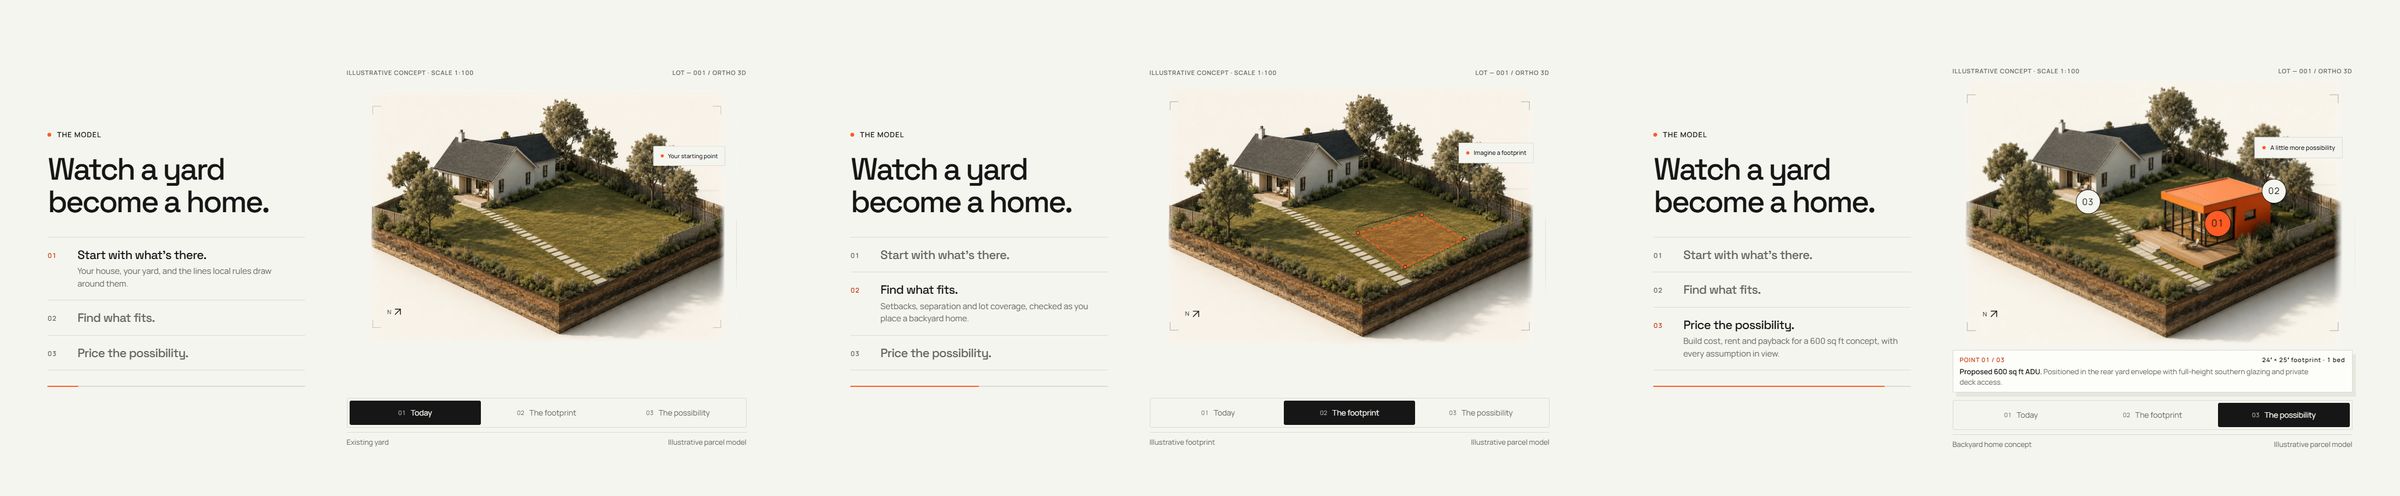 THE MODEL
Watch a yard
become a home.
01 Start with what's there.
Your house, your yard, and the lines local rules draw
around them.
02 Find what fits.
03 Price the possibility.
ILLUSTRATIVE CONCEPT · SCALE 1:100
LOT — 001 / ORTHO 3D
Your starting point
N
01 Today
02 The footprint
03 The possibility
Existing yard
Illustrative parcel model
THE MODEL
Watch a yard
become a home.
01 Start with what's there.
02 Find what fits.
Setbacks, separation and lot coverage, checked as you
place a backyard home.
03 Price the possibility.
ILLUSTRATIVE CONCEPT · SCALE 1:100
LOT — 001 / ORTHO 3D
Imagine a footprint
N
01 Today
02 The footprint
03 The possibility
Illustrative footprint
Illustrative parcel model
THE MODEL
Watch a yard
become a home.
01 Start with what's there.
02 Find what fits.
03 Price the possibility.
Build cost, rent and payback for a 600 sq ft concept, with
every assumption in view.
ILLUSTRATIVE CONCEPT · SCALE 1:100
LOT — 001 / ORTHO 3D
A little more possibility
02
03
01
N
POINT 01 / 03
24' × 25' footprint · 1 bed
Proposed 600 sq ft ADU. Positioned in the rear yard envelope with full-height southern glazing and private
deck access.
01 Today
02 The footprint
03 The possibility
Backyard home concept
Illustrative parcel model